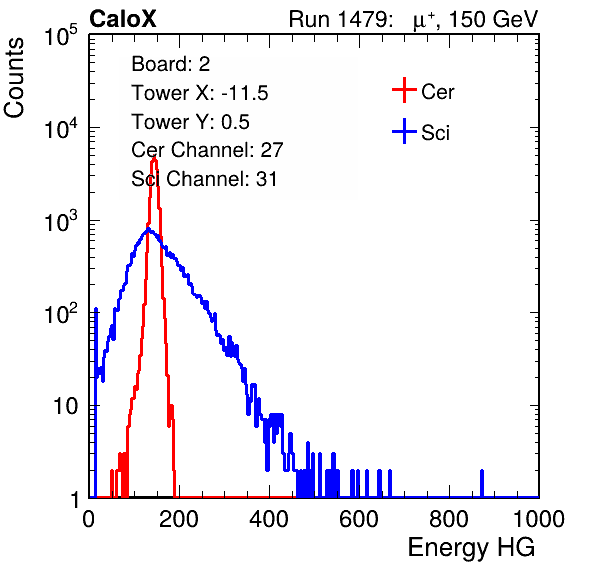 CaloX Run 1479: μ⁺, 150 GeV
Counts
Board: 2
Tower X: -11.5
Tower Y: 0.5
Cer Channel: 27
Sci Channel: 31
Cer
Sci
10⁵
10⁴
10³
10²
10
1
0 200 400 600 800 1000
Energy HG